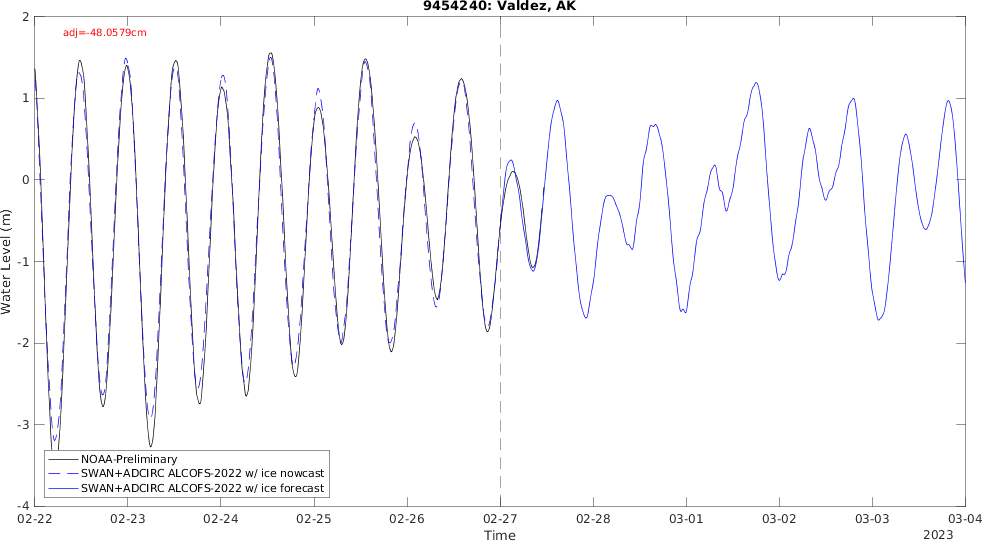 9454240: Valdez, AK
adj=-48.0579cm
2
1
0
-1
-2
-3
-4
Water Level (m)
NOAA-Preliminary
SWAN+ADCIRC ALCOFS-2022 w/ ice nowcast
SWAN+ADCIRC ALCOFS-2022 w/ ice forecast
02-22 02-23 02-24 02-25 02-26 02-27 02-28 03-01 03-02 03-03 03-04
Time
2023